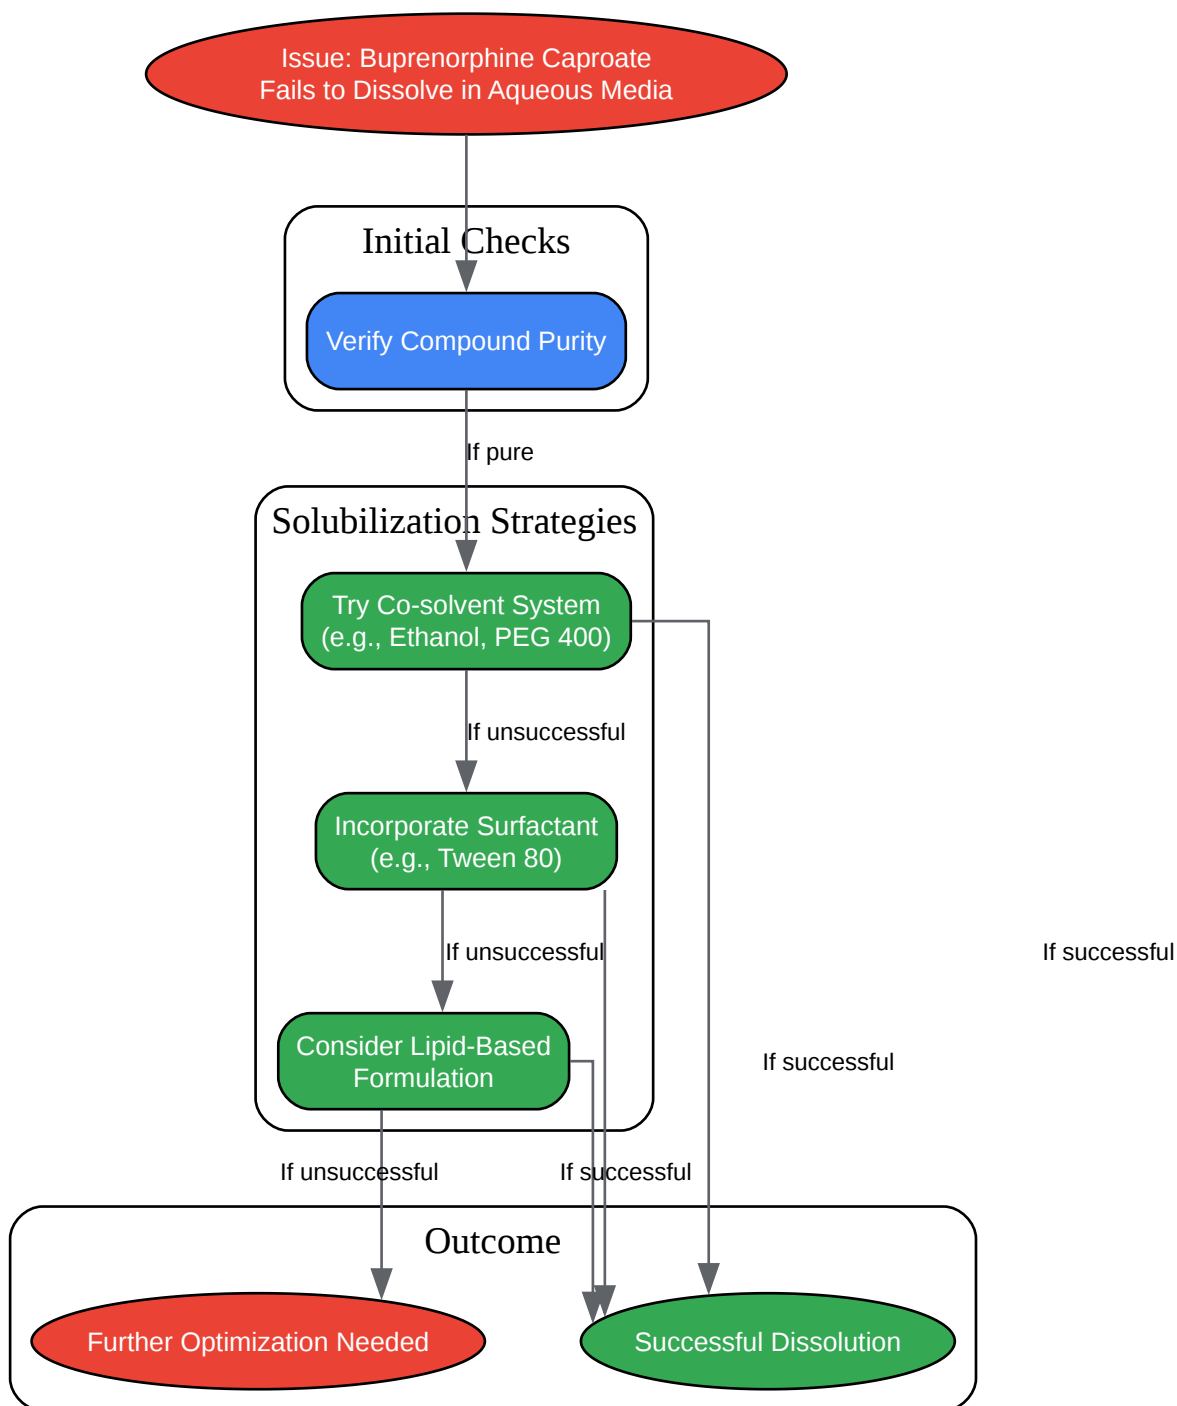 Issue: Buprenorphine Caproate
Fails to Dissolve in Aqueous Media
Initial Checks
Verify Compound Purity
If pure
Solubilization Strategies
Try Co-solvent System
(e.g., Ethanol, PEG 400)
If unsuccessful
Incorporate Surfactant
(e.g., Tween 80)
If unsuccessful
If successful
Consider Lipid-Based
Formulation
If successful
If unsuccessful
If successful
Outcome
Further Optimization Needed
Successful Dissolution